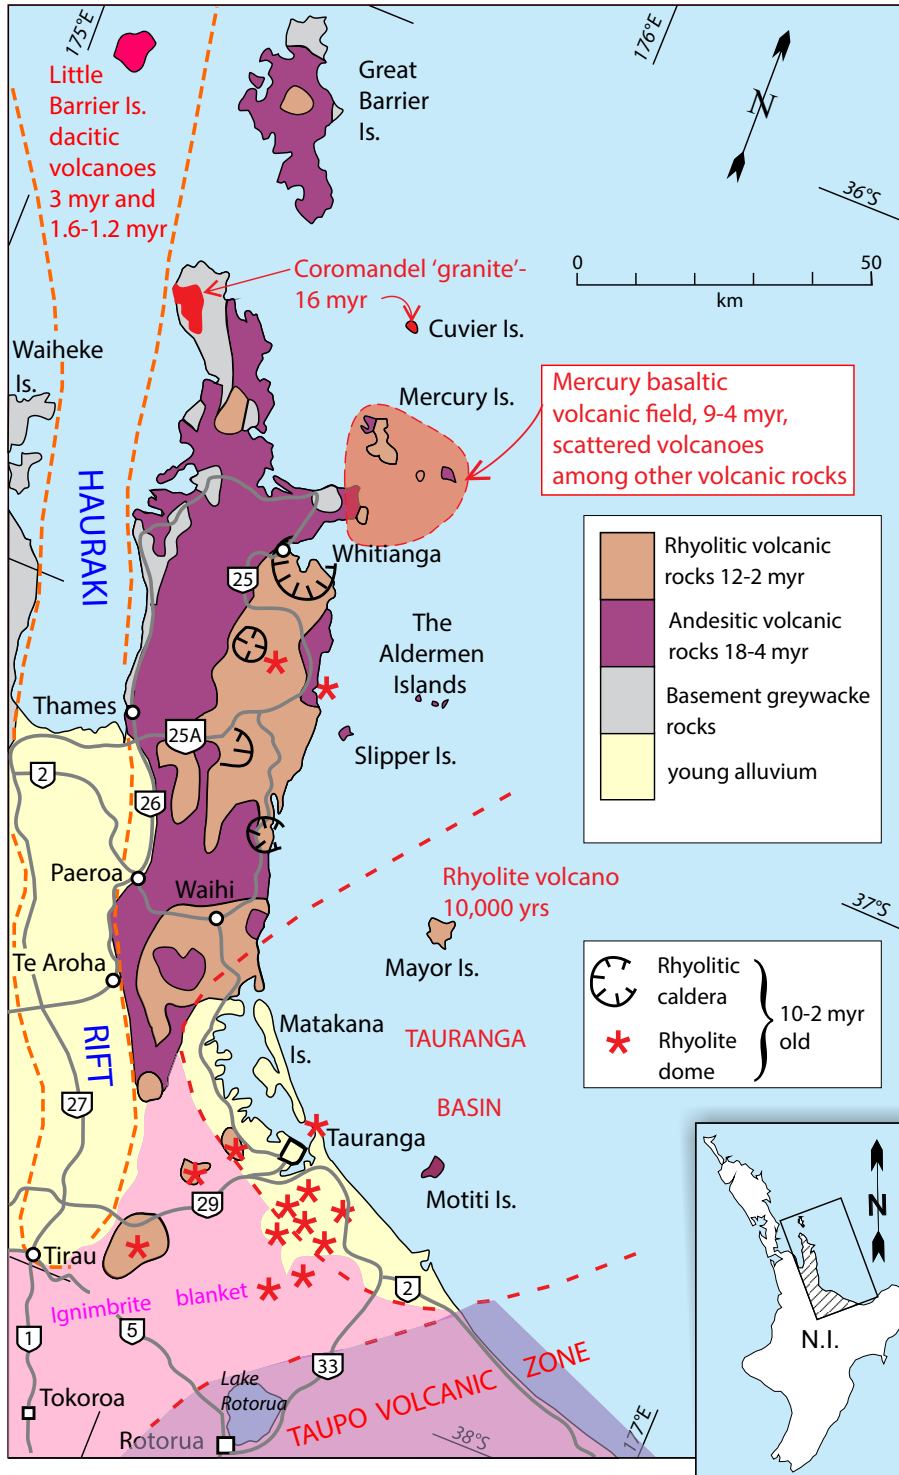 175°E
176°E
Little
Barrier Is.
dacitic
volcanoes
3 myr and
1.6-1.2 myr
Great
Barrier
Is.
N
36°S
0
50
km
Coromandel ‘granite’-
16 myr
Cuvier Is.
Waiheke
Is.
Mercury Is.
Mercury basaltic
volcanic field, 9-4 myr,
scattered volcanoes
among other volcanic rocks
HAURAKI
Whitianga
25
Rhyolitic volcanic
rocks 12-2 myr
Andesitic volcanic
rocks 18-4 myr
Basement greywacke
rocks
young alluvium
The
Aldermen
Islands
Thames
25A
Slipper Is.
2
26
Paeroa
Waihi
Rhyolite volcano
10,000 yrs
37°S
Mayor Is.
Te Aroha
Rhyolitic
caldera
Rhyolite
dome
10-2 myr
old
Matakana
Is.
TAURANGA
BASIN
RIFT
27
Tauranga
Motiti Is.
29
Tirau
Ignimbrite blanket
2
1
5
33
Lake
Rotorua
TAUPO VOLCANIC ZONE
Tokoroa
Rotorua
38°S
177°E
N
N.I.